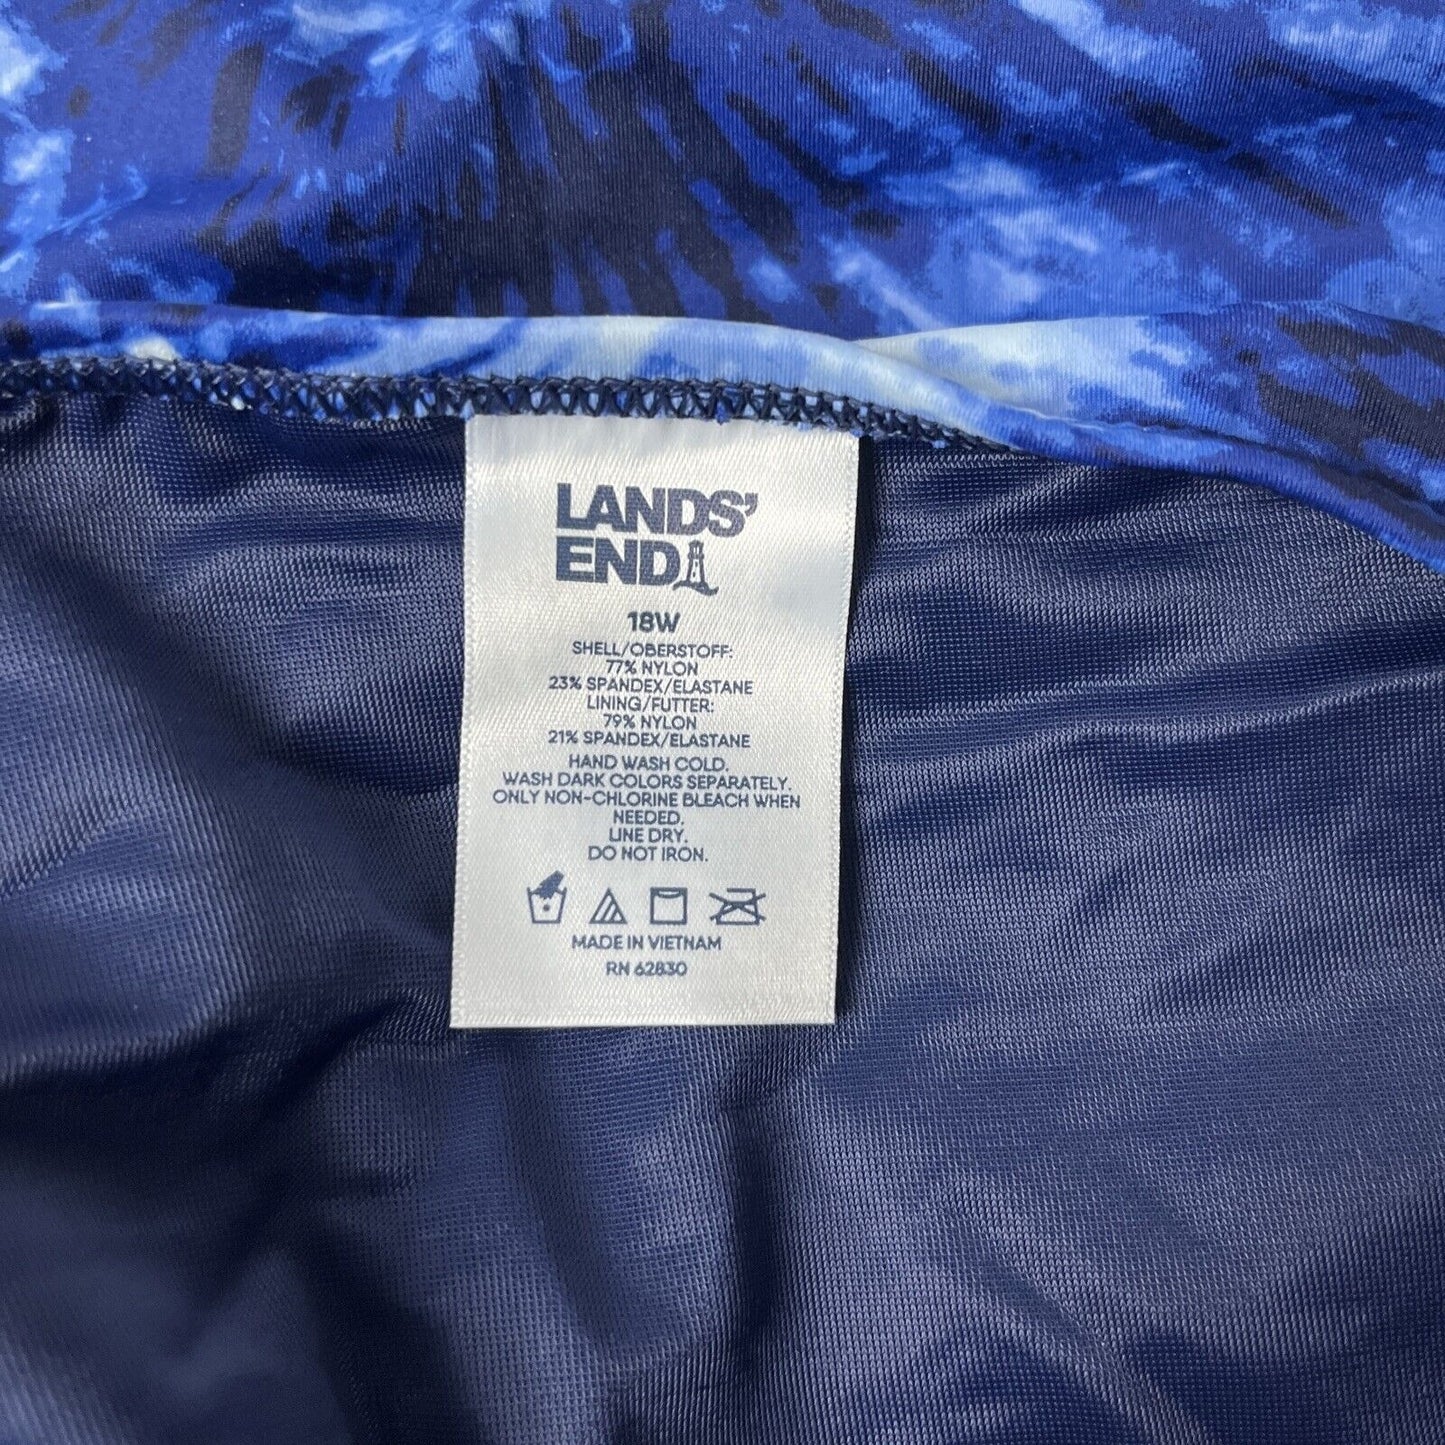 LANDS'
END
18W
SHELL/OBERSTOFF:
77% NYLON
23% SPANDEX/ELASTANE
LINING/FUTTER:
79% NYLON
21% SPANDEX/ELASTANE
HAND WASH COLD.
WASH DARK COLORS SEPARATELY.
ONLY NON-CHLORINE BLEACH WHEN
NEEDED.
LINE DRY.
DO NOT IRON.
MADE IN VIETNAM
RN 62830